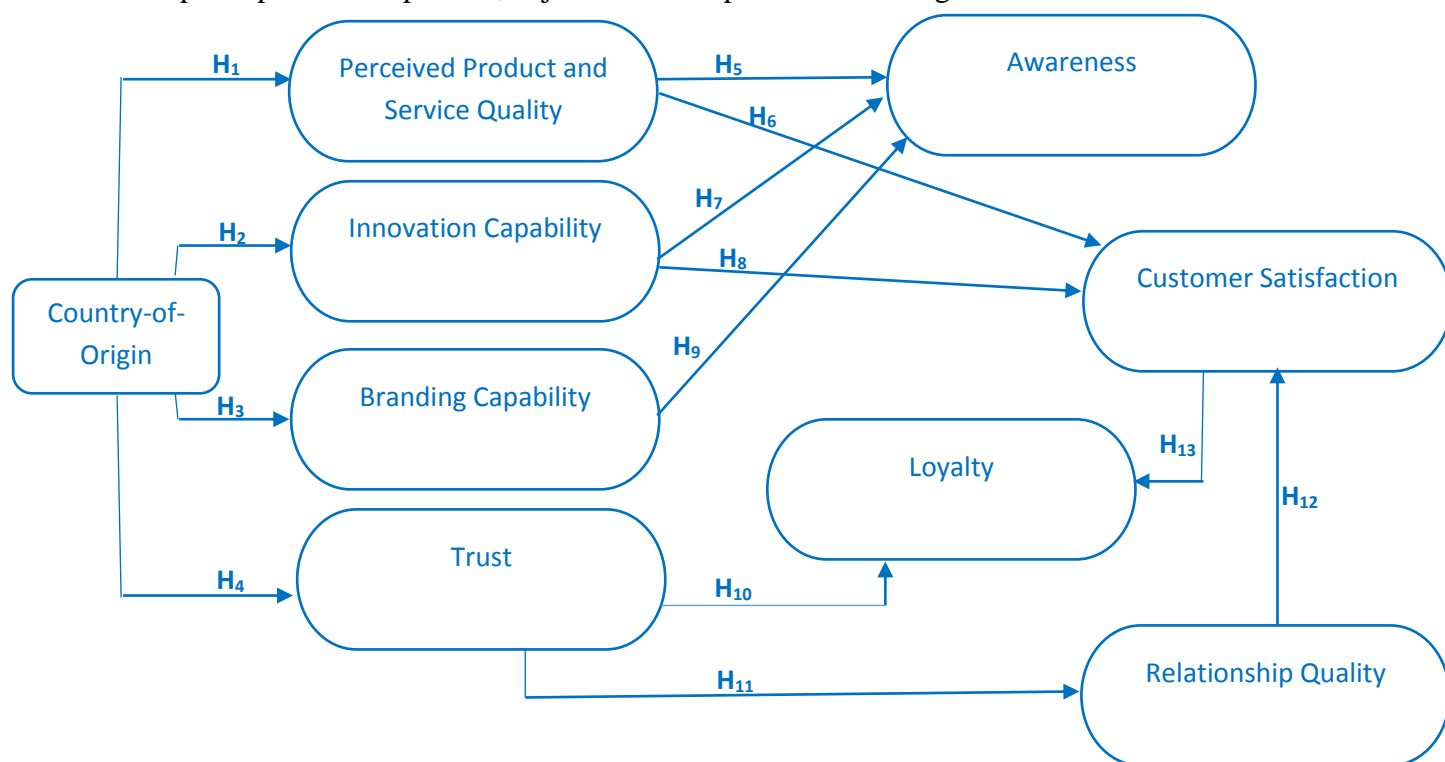 H1
Perceived Product and
Service Quality
H5
Awareness
H6
H7
H2
Innovation Capability
H8
Customer Satisfaction
Country-of-
Origin
H9
H3
Branding Capability
H13
Loyalty
H12
H4
Trust
H10
H11
Relationship Quality